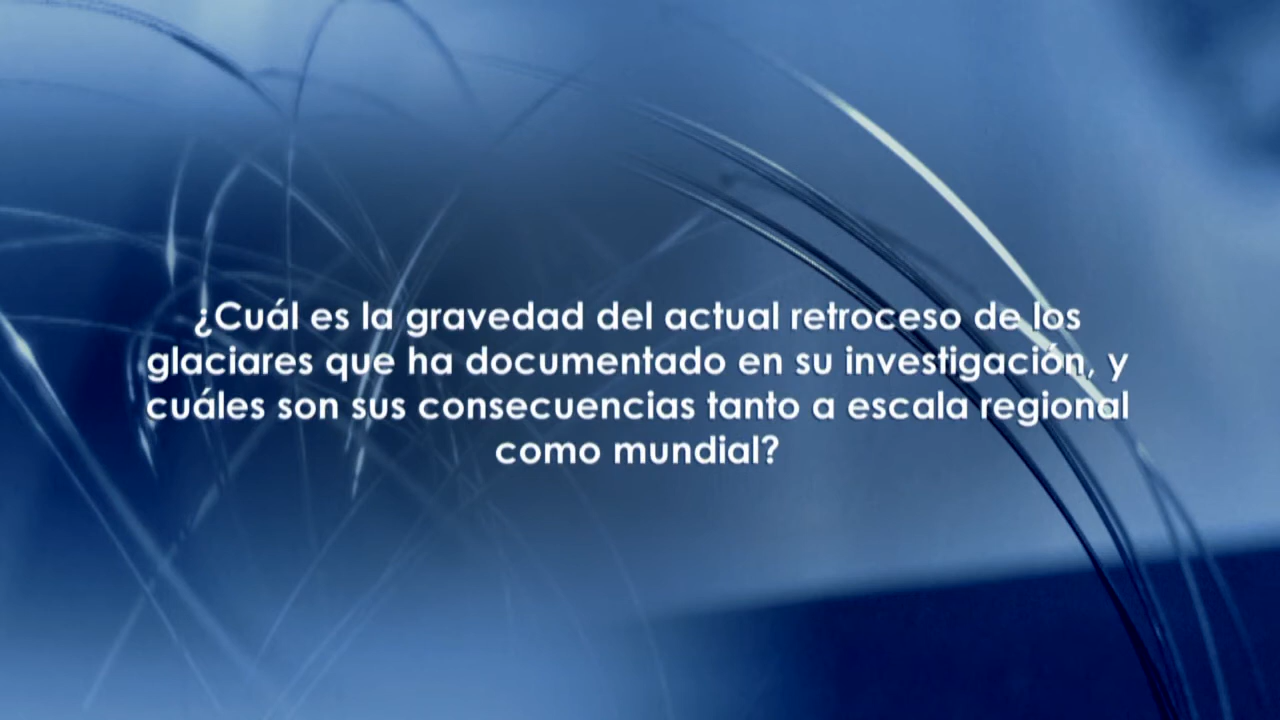 ¿Cuál es la gravedad del actual retroceso de los
glaciares que ha documentado en su investigación, y
cuáles son sus consecuencias tanto a escala regional
como mundial?